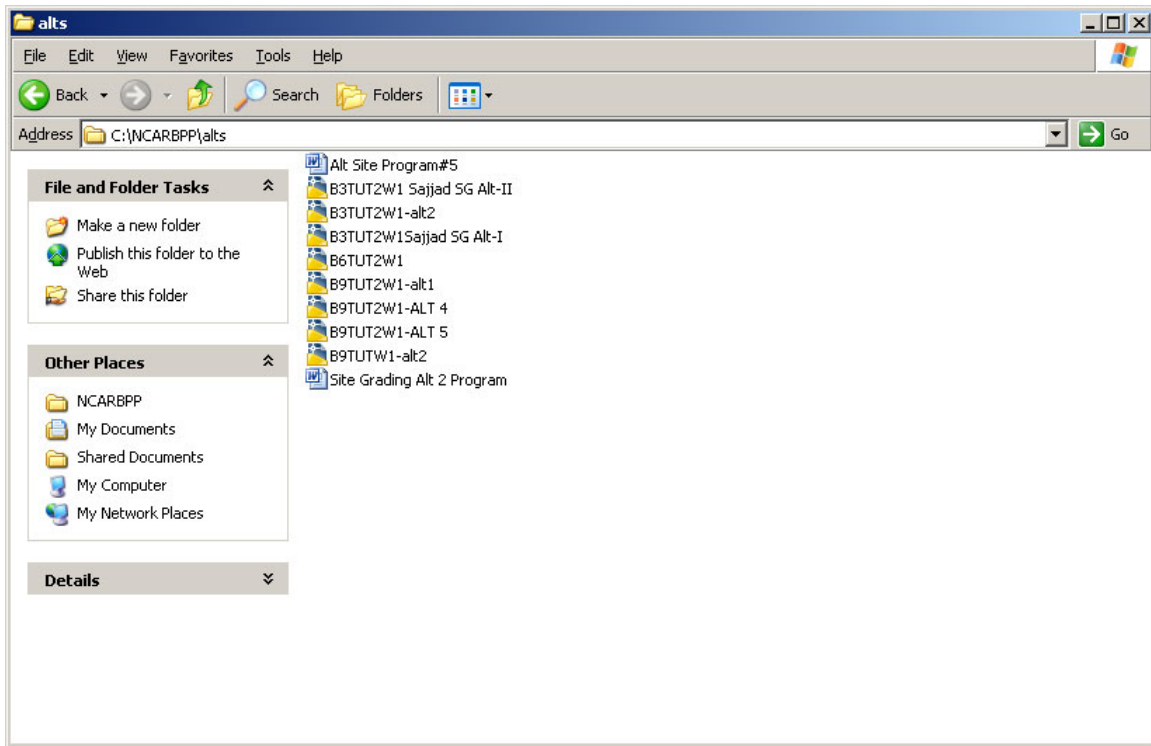 alts
File Edit View Favorites Tools Help
Back Search Folders
Address C:\NCARBPP\alts Go
File and Folder Tasks
Make a new folder
Publish this folder to the
Web
Share this folder
Other Places
NCARBPP
My Documents
Shared Documents
My Computer
My Network Places
Details
Alt Site Program#5
B3TUT2W1 Sajjad SG Alt-II
B3TUT2W1-alt2
B3TUT2W1Sajjad SG Alt-I
B6TUT2W1
B9TUT2W1-alt1
B9TUT2W1-ALT 4
B9TUT2W1-ALT 5
B9TUTW1-alt2
Site Grading Alt 2 Program